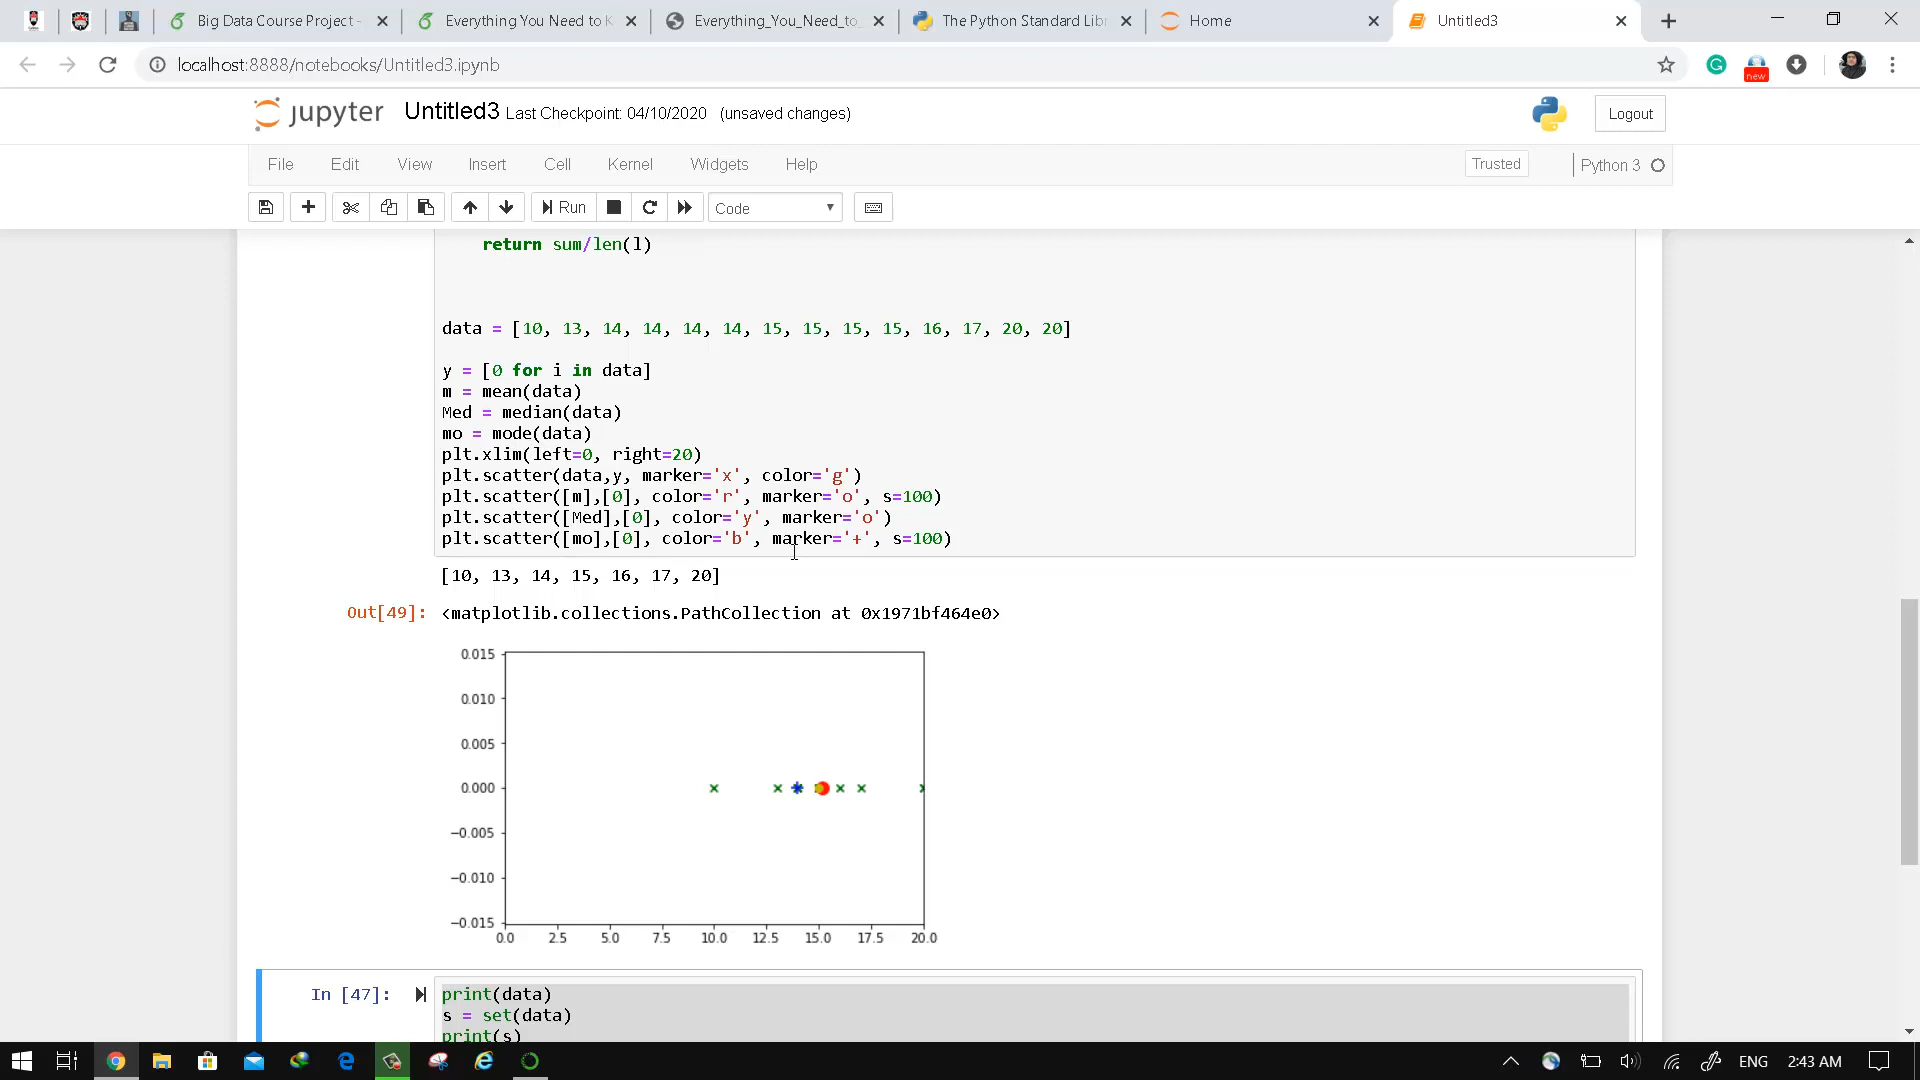 Big Data Course Project -
Everything You Need to K
Everything_You_Need_to_
The Python Standard Libr
Home
Untitled3
localhost:8888/notebooks/Untitled3.ipynb
new
jupyter Untitled3 Last Checkpoint: 04/10/2020 (unsaved changes)
Logout
File Edit View Insert Cell Kernel Widgets Help
Trusted
Python 3
Run
Code
return sum/len(l)
data = [10, 13, 14, 14, 14, 14, 15, 15, 15, 15, 16, 17, 20, 20]
y = [0 for i in data]
m = mean(data)
Med = median(data)
mo = mode(data)
plt.xlim(left=0, right=20)
plt.scatter(data,y, marker='x', color='g')
plt.scatter([m],[0], color='r', marker='o', s=100)
plt.scatter([Med],[0], color='y', marker='o')
plt.scatter([mo],[0], color='b', marker='+', s=100)
[10, 13, 14, 15, 16, 17, 20]
Out[49]: <matplotlib.collections.PathCollection at 0x1971bf464e0>
0.015
0.010
0.005
0.000
−0.005
−0.010
−0.015
0.0 2.5 5.0 7.5 10.0 12.5 15.0 17.5 20.0
In [47]: print(data)
s = set(data)
print(s)
ENG 2:43 AM